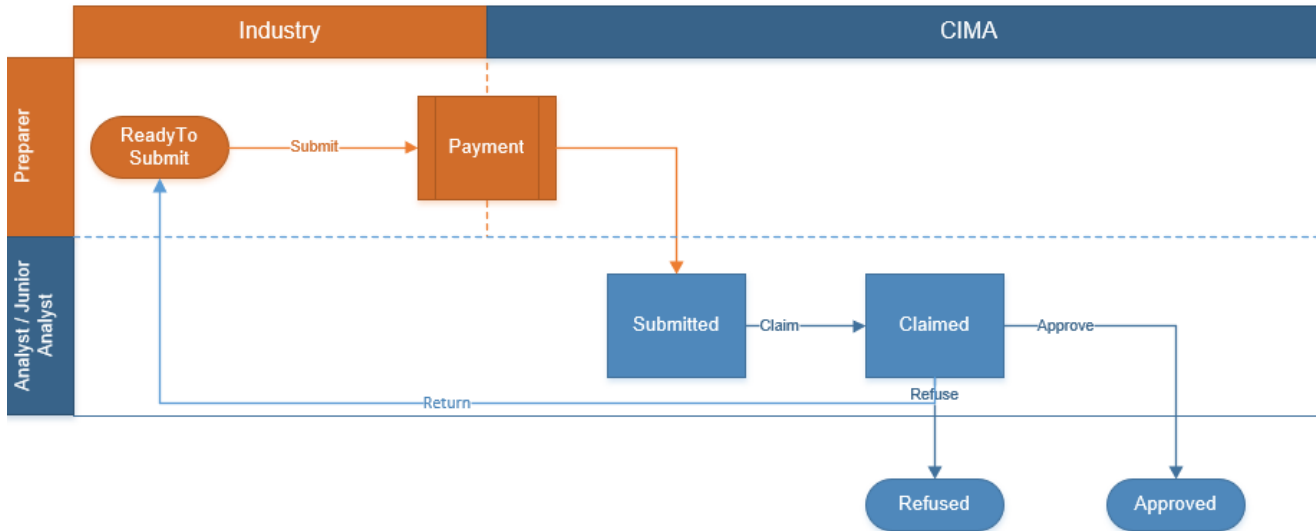 Industry
CIMA
Preparer
ReadyTo
Submit
Submit
Payment
Analyst / Junior
Analyst
Submitted
Claim
Claimed
Approve
Refuse
Return
Refused
Approved